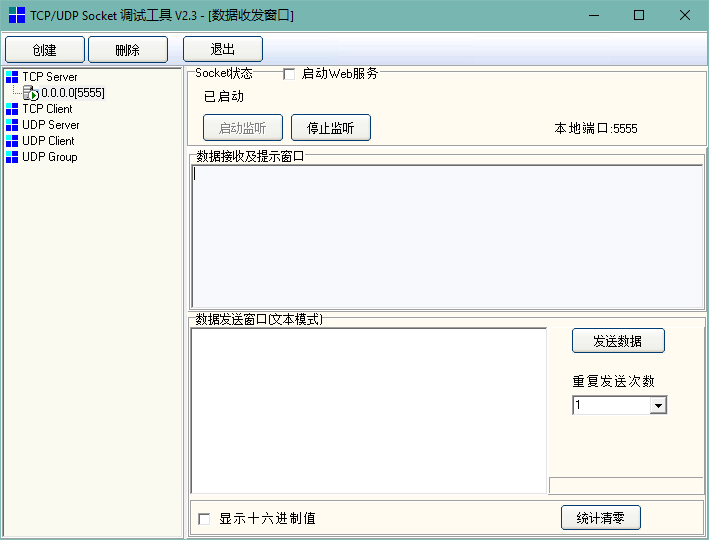 TCP/UDP Socket 调试工具 V2.3 - [数据收发窗口]
创建 删除 退出
TCP Server
0.0.0.0[5555]
TCP Client
UDP Server
UDP Client
UDP Group
Socket状态 启动Web服务
已启动
启动监听 停止监听 本地端口:5555
数据接收及提示窗口
数据发送窗口(文本模式)
发送数据
重复发送次数
1
显示十六进制值 统计清零